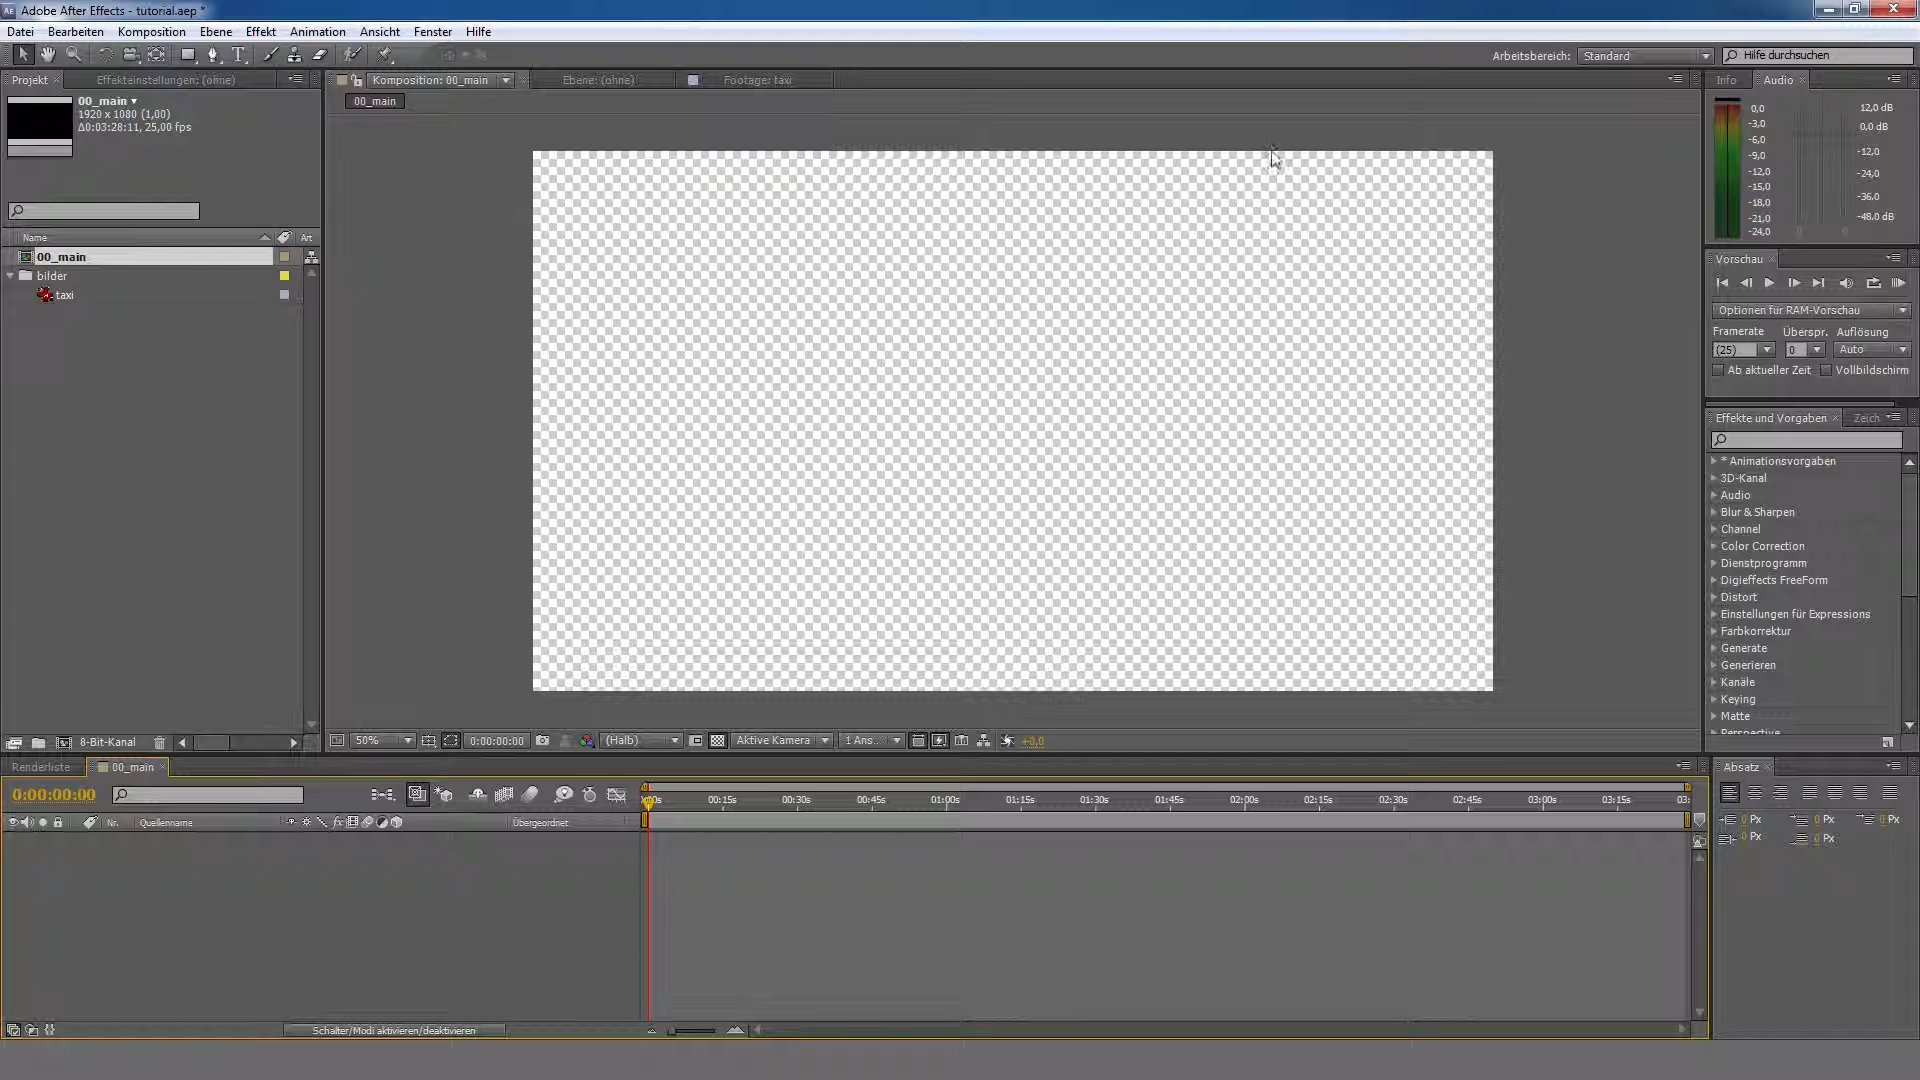 Adobe After Effects - tutorial.aep *
Datei Bearbeiten Komposition Ebene Effekt Animation Ansicht Fenster Hilfe
Arbeitsbereich: Standard Hilfe durchsuchen
Projekt Effekteinstellungen: (ohne) Komposition: 00_main Ebene: (ohne) Footage: taxi Info Audio
00_main
1920 x 1080 (1,00)
Δ0:03:28:11, 25,00 fps
00_main
0,0 12,0 dB
-3,0 0,0 dB
-6,0
-9,0 -12,0
-12,0 -24,0
-15,0
-18,0 -36,0
-21,0 -48,0 dB
-24,0
Name Art
00_main
bilder
taxi
Vorschau
Optionen für RAM-Vorschau
Framerate Überspr. Auflösung
(25) 0 Auto
Ab aktueller Zeit Vollbildschirm
Effekte und Vorgaben Zeich
* Animationsvorgaben
3D-Kanal
Audio
Blur & Sharpen
Channel
Color Correction
Dienstprogramm
Digieffects FreeForm
Distort
Einstellungen für Expressions
Farbkorrektur
Generate
Generieren
Kanäle
Keying
Matte
Perspective
8-Bit-Kanal 50% 0:00:00:00 (Halb) Aktive Kamera 1 Ans... +0,0
Renderliste 00_main Absatz
0:00:00:00
00s 00:15s 00:30s 00:45s 01:00s 01:15s 01:30s 01:45s 02:00s 02:15s 02:30s 02:45s 03:00s 03:15s 03:
Nr. Quellenname fx Übergeordnet
0 Px 0 Px 0 Px
0 Px 0 Px
Schalter/Modi aktivieren/deaktivieren